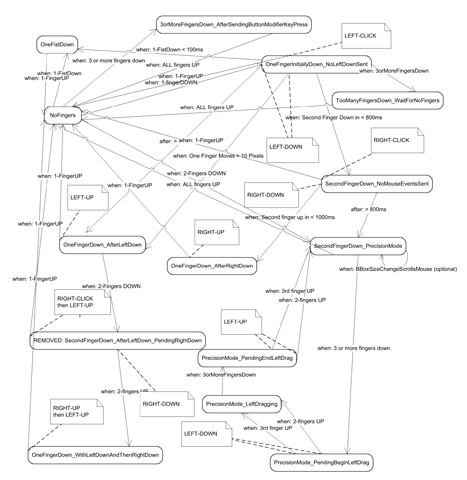 3orMoreFingersDown_AfterSendingButtonModifierKeyPress
LEFT-CLICK
OneFistDown
when: 1-FistDown < 100ms
when: 3 or more fingers down
when: ALL fingers UP
OneFingerInitiallyDown_NoLeftDownSent
when: 1-FistDown
when: 1-FingerUP
when: 1-FingerUP
when: 1-fingerDOWN
when: 3orMoreFingersDown
TooManyFingersDown_WaitForNoFingers
when: ALL fingers UP
NoFingers
when: Second Finger Down in < 800ms
RIGHT-CLICK
after: >
when: 1-FingerUP
LEFT-DOWN
when: One Finger Moves > 10 Pixels
when: 1-FingerUP
when: 2-Fingers DOWN
when: 1-FingerUP
when: ALL fingers UP
SecondFingerDown_NoMouseEventsSent
RIGHT-DOWN
LEFT-UP
after: > 800ms
when: Second finger up in < 1000ms
when: 1-FingerUP
RIGHT-UP
OneFingerDown_AfterLeftDown
SecondFingerDown_PrecisionMode
OneFingerDown_AfterRightDown
when: BBoxSizeChangeScrollsMouse (optional)
when: 1-FingerUP
when: 2-Fingers DOWN
when: 3rd finger UP
when: 2-fingers UP
RIGHT-CLICK
then LEFT-UP
LEFT-UP
REMOVED: SecondFingerDown_AfterLeftDown_PendingRightDown
when: 3 or more fingers down
PrecisionMode_PendingEndLeftDrag
when: 3orMoreFingersDown
when: 2-fingers UP
RIGHT-UP
then LEFT-UP
RIGHT-DOWN
PrecisionMode_LeftDragging
when: 2-fingers UP
when: 3rd finger UP
LEFT-DOWN
OneFingerDown_WithLeftDownAndThenRightDown
PrecisionMode_PendingBeginLeftDrag